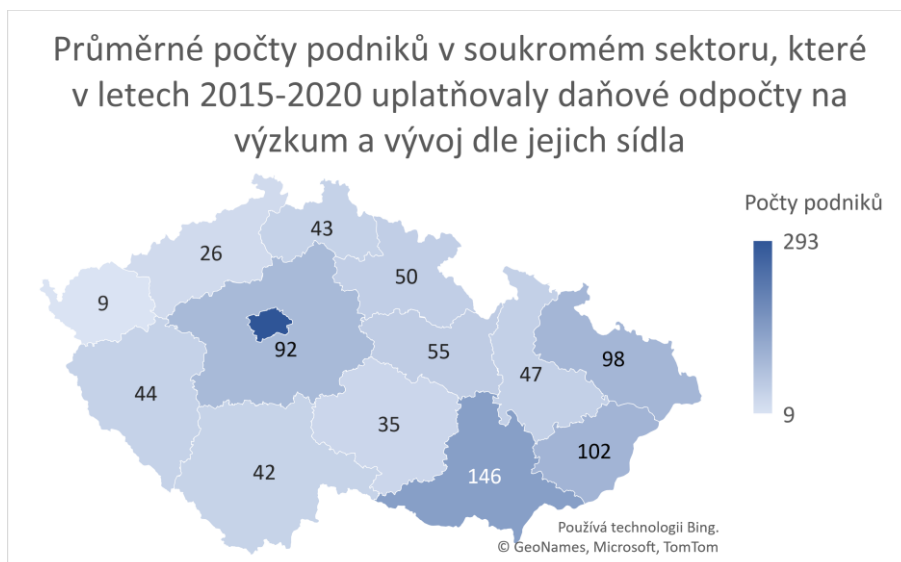 Průměrné počty podniků v soukromém sektoru, které
v letech 2015-2020 uplatňovaly daňové odpočty na
výzkum a vývoj dle jejich sídla
Počty podniků
293
9
43
26
50
9
92
55
98
47
44
35
102
42
146
Používá technologii Bing.
© GeoNames, Microsoft, TomTom